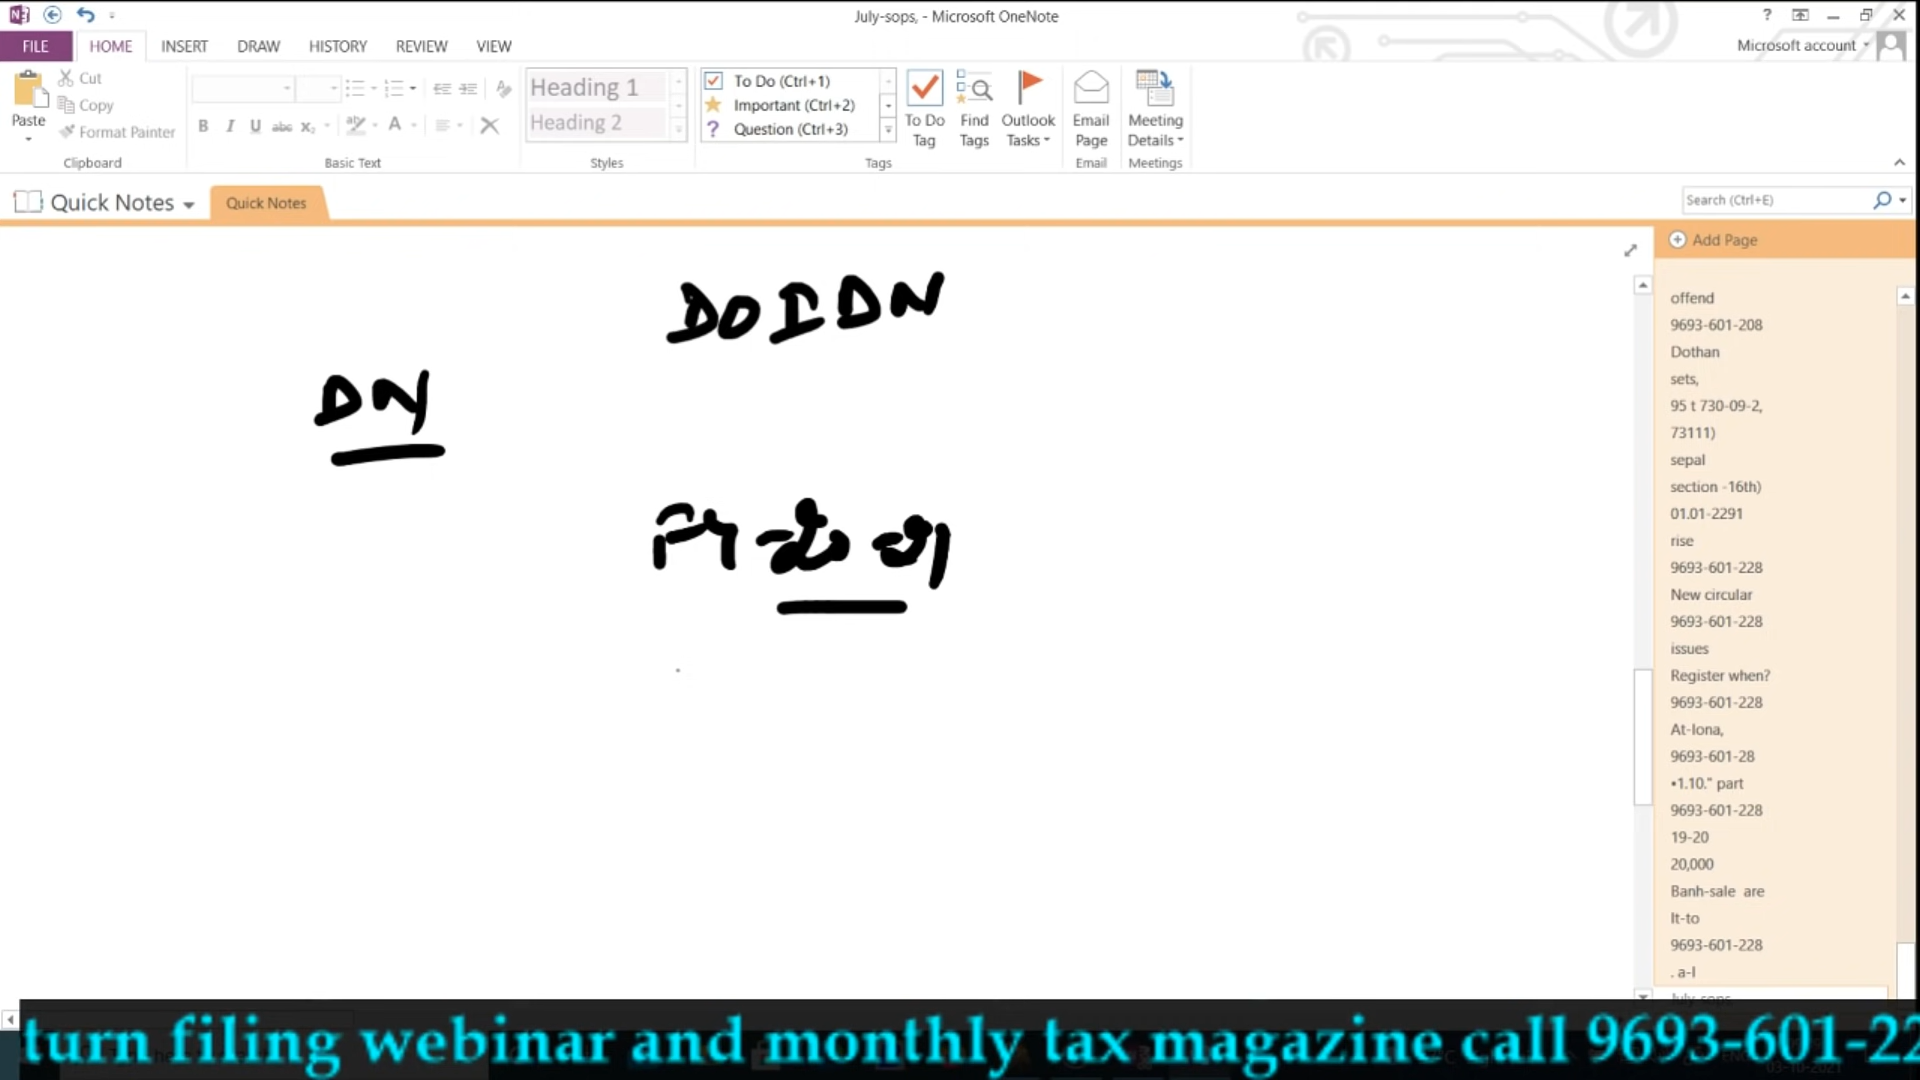 July-sops, - Microsoft OneNote
FILE HOME INSERT DRAW HISTORY REVIEW VIEW
Microsoft account
Paste
Cut
Copy
Format Painter
Clipboard
B I U abc X₂ A
Basic Text
Heading 1
Heading 2
Styles
To Do (Ctrl+1)
Important (Ctrl+2)
Question (Ctrl+3)
To Do Tag
Find Tags
Outlook Tasks
Tags
Email Page
Email
Meeting Details
Meetings
Quick Notes
Quick Notes
Search (Ctrl+E)
Add Page
DOIDN
DN
offend
9693-601-208
Dothan
sets,
95 t 730-09-2,
73111)
sepal
section -16th)
01.01-2291
rise
9693-601-228
New circular
9693-601-228
issues
Register when?
9693-601-228
At-Iona,
9693-601-28
•1.10." part
9693-601-228
19-20
20,000
Banh-sale are
It-to
9693-601-228
. a-I
July-sops
turn filing webinar and monthly tax magazine call 9693-601-22